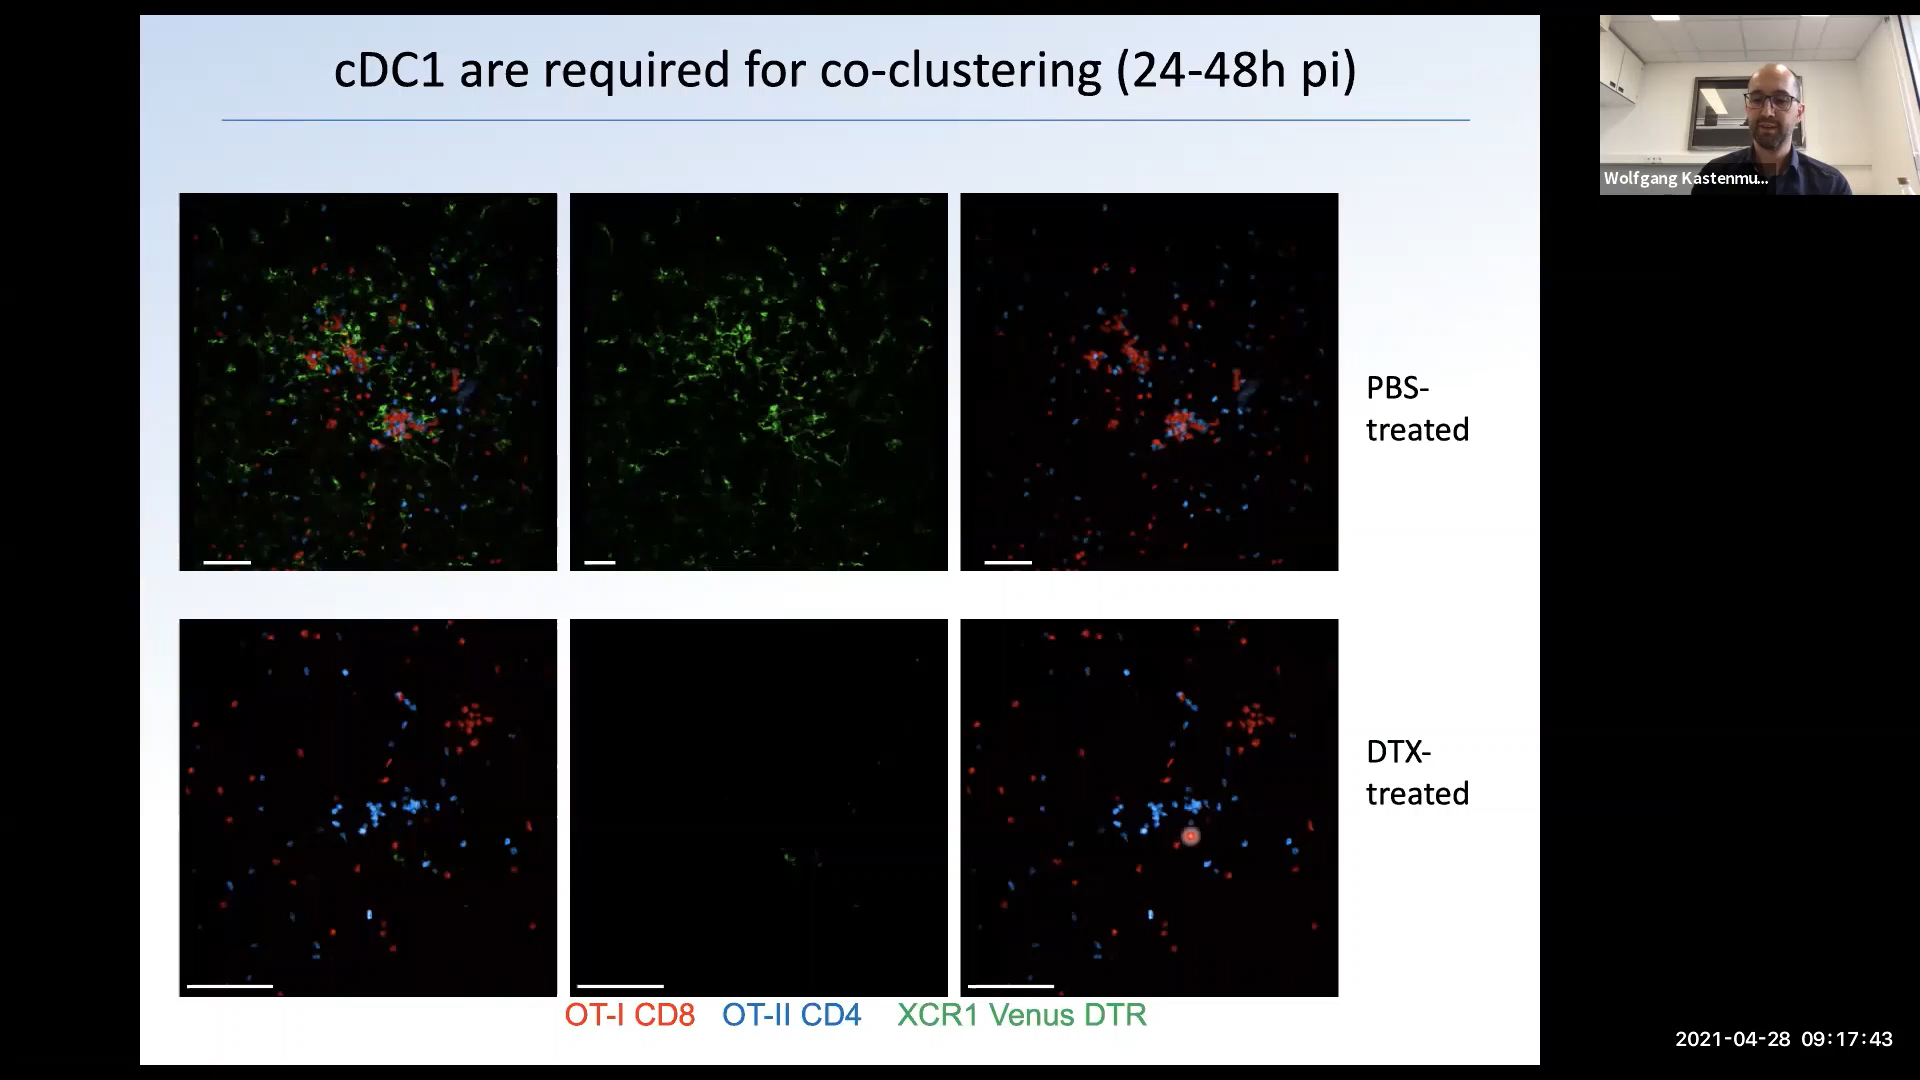 cDC1 are required for co-clustering (24-48h pi)
Wolfgang Kastenmu...
PBS-
treated
DTX-
treated
OT-I CD8 OT-II CD4 XCR1 Venus DTR
2021-04-28 09:17:43